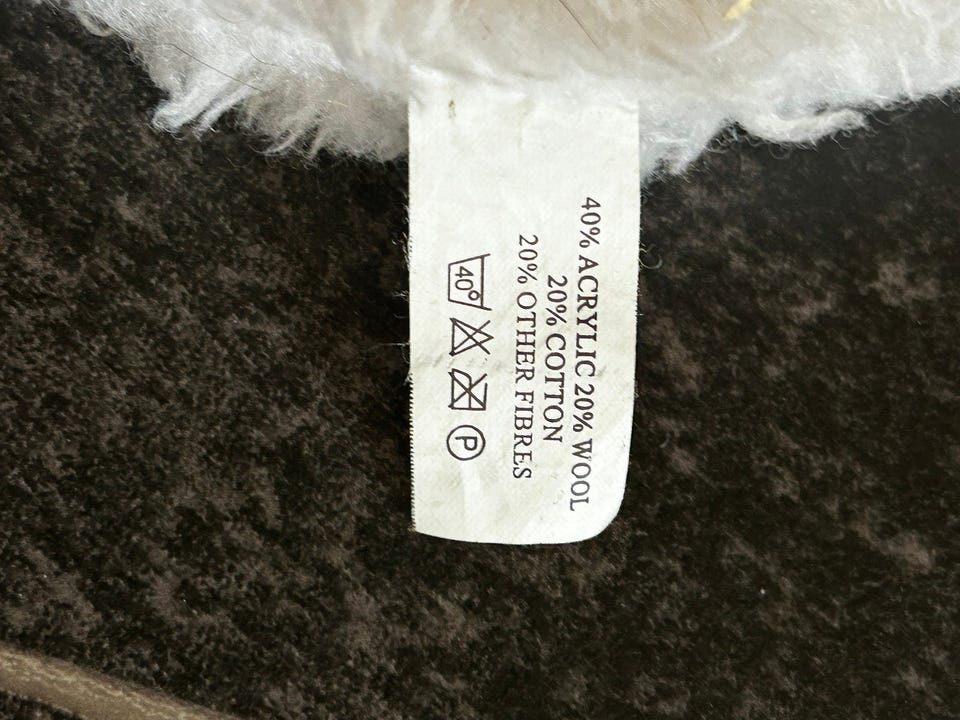 40% ACRYLIC 20% WOOL
20% COTTON
20% OTHER FIBRES
40° P